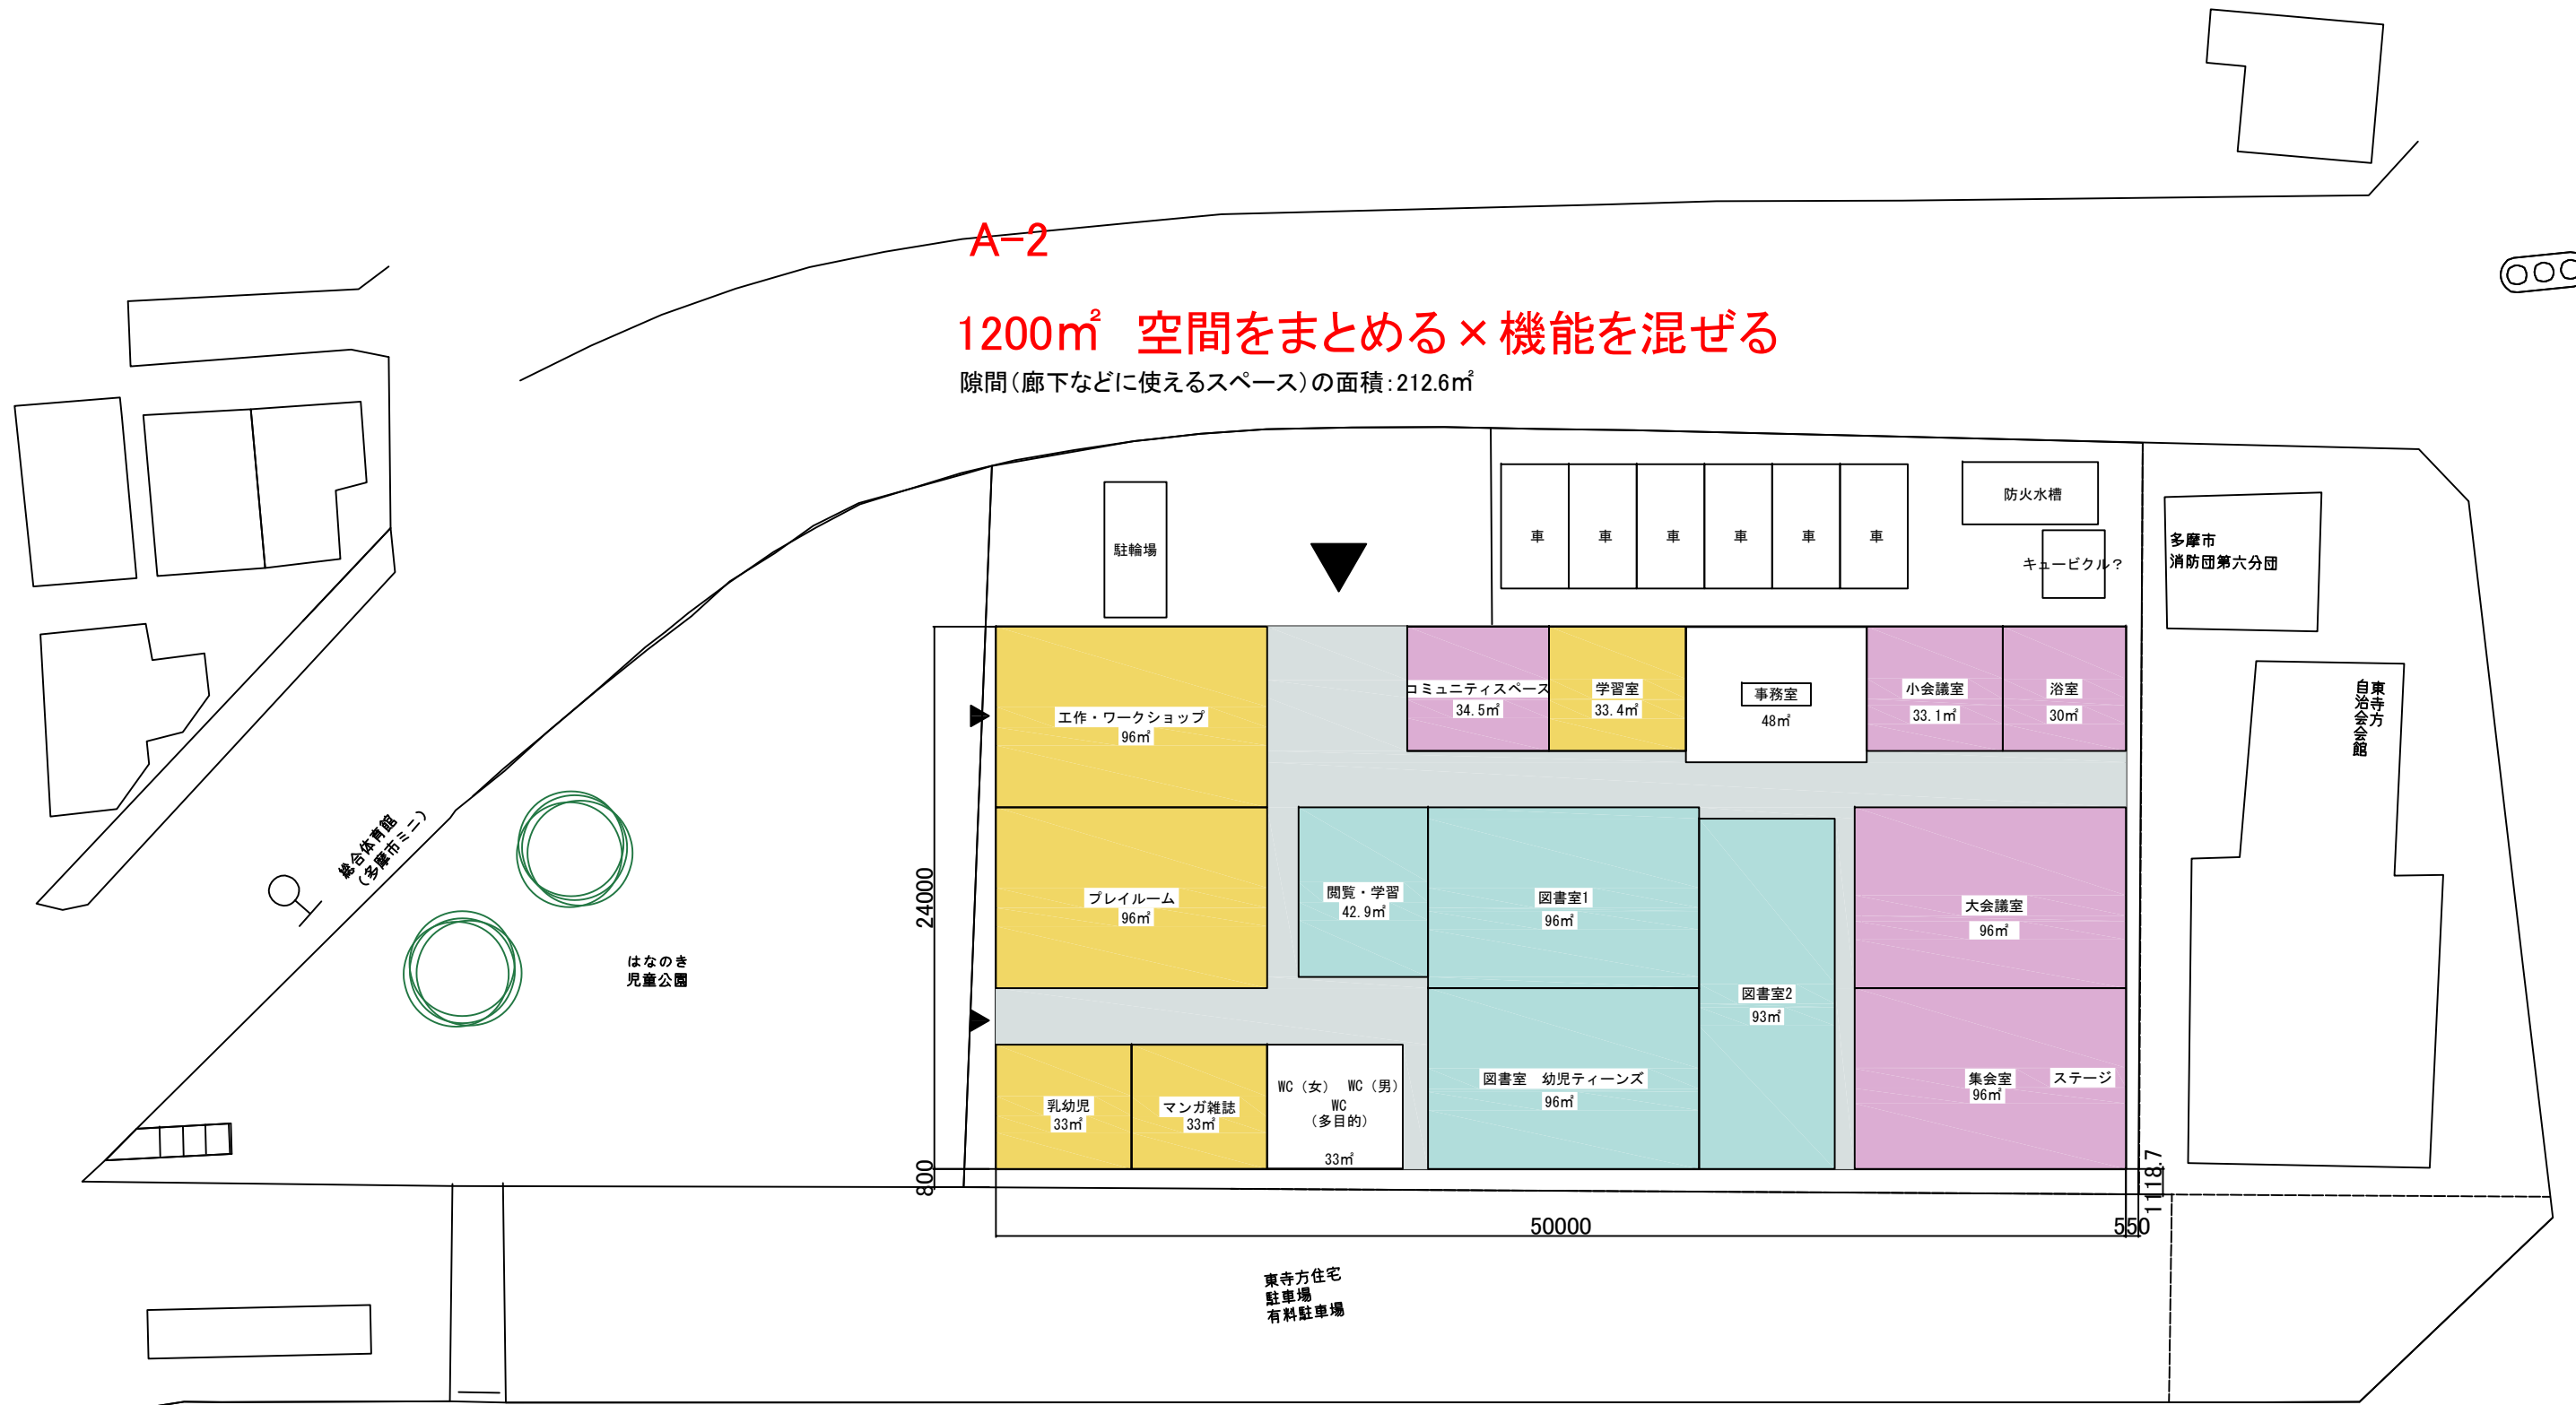 A-2
1200㎡ 空間をまとめる×機能を混ぜる
隙間(廊下などに使えるスペース)の面積:212.6㎡
駐輪場
車
車
車
車
車
車
防火水槽
キュービクル?
多摩市
消防団第六分団
東寺方
自治会会館
工作・ワークショップ
96㎡
コミュニティスペース
34.5㎡
学習室
33.4㎡
事務室
48㎡
小会議室
33.1㎡
浴室
30㎡
プレイルーム
96㎡
閲覧・学習
42.9㎡
図書室1
96㎡
図書室2
93㎡
大会議室
96㎡
乳幼児
33㎡
マンガ雑誌
33㎡
WC(女) WC(男)
WC
(多目的)
33㎡
図書室 幼児ティーンズ
96㎡
集会室 ステージ
96㎡
総合体育館
(多摩市ミニ)
はなのき
児童公園
24000
800
50000
550
1118.7
東寺方住宅
駐車場
有料駐車場